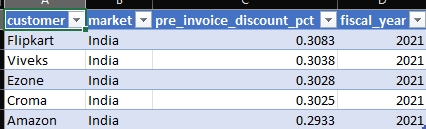 A B C D
customer market pre_invoice_discount_pct fiscal_year
Flipkart India 0.3083 2021
Viveks India 0.3038 2021
Ezone India 0.3028 2021
Croma India 0.3025 2021
Amazon India 0.2933 2021